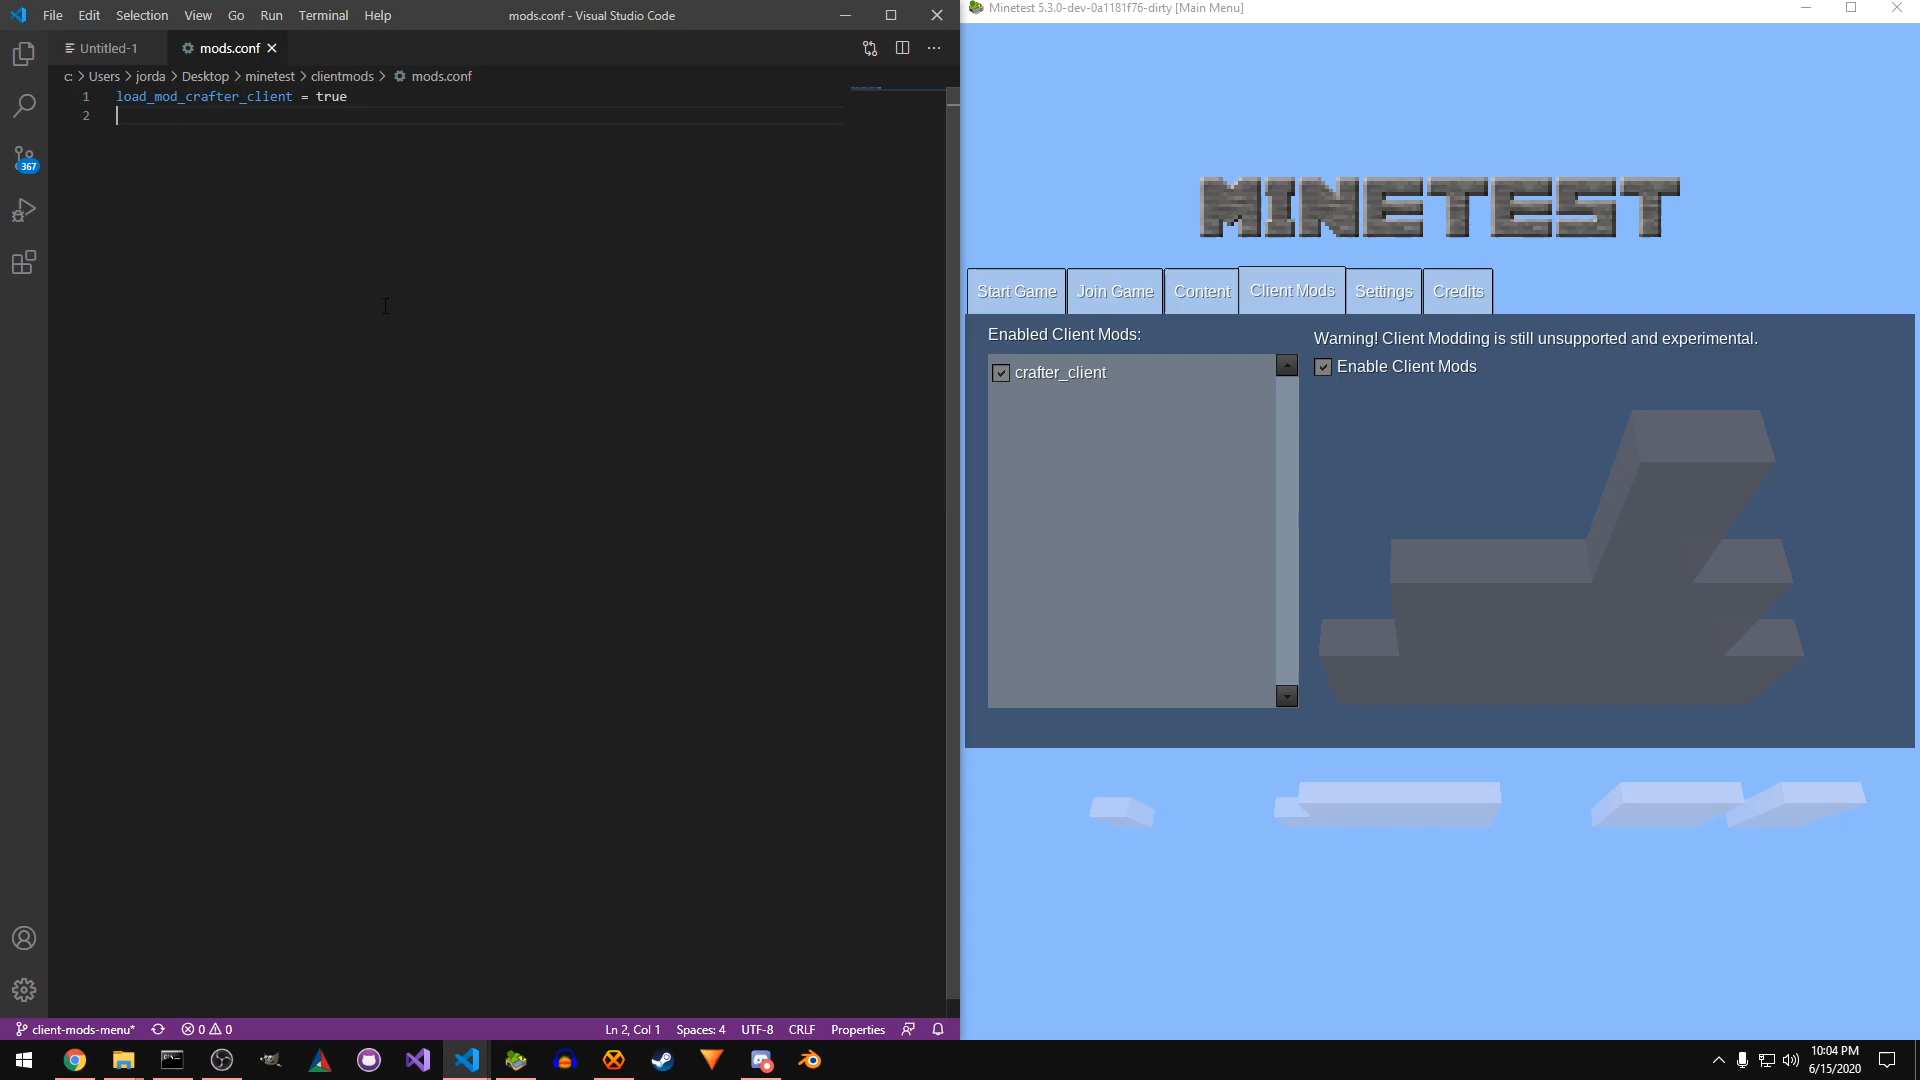 File Edit Selection View Go Run Terminal Help
mods.conf - Visual Studio Code
Untitled-1
mods.conf
c: > Users > jorda > Desktop > minetest > clientmods > mods.conf
1 load_mod_crafter_client = true
2
367
client-mods-menu*
0 0
Ln 2, Col 1
Spaces: 4
UTF-8
CRLF
Properties
Minetest 5.3.0-dev-0a1181f76-dirty [Main Menu]
MINETEST
Start Game
Join Game
Content
Client Mods
Settings
Credits
Enabled Client Mods:
crafter_client
Warning! Client Modding is still unsupported and experimental.
Enable Client Mods
10:04 PM
6/15/2020